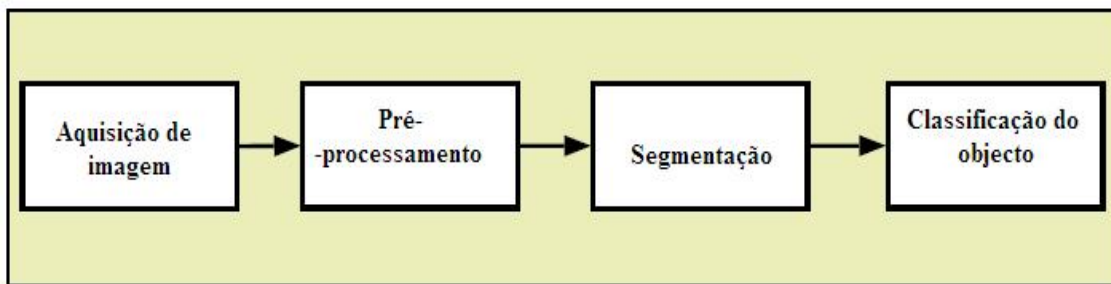 Aquisição de
imagem
Pré-
-processamento
Segmentação
Classificação do
objecto